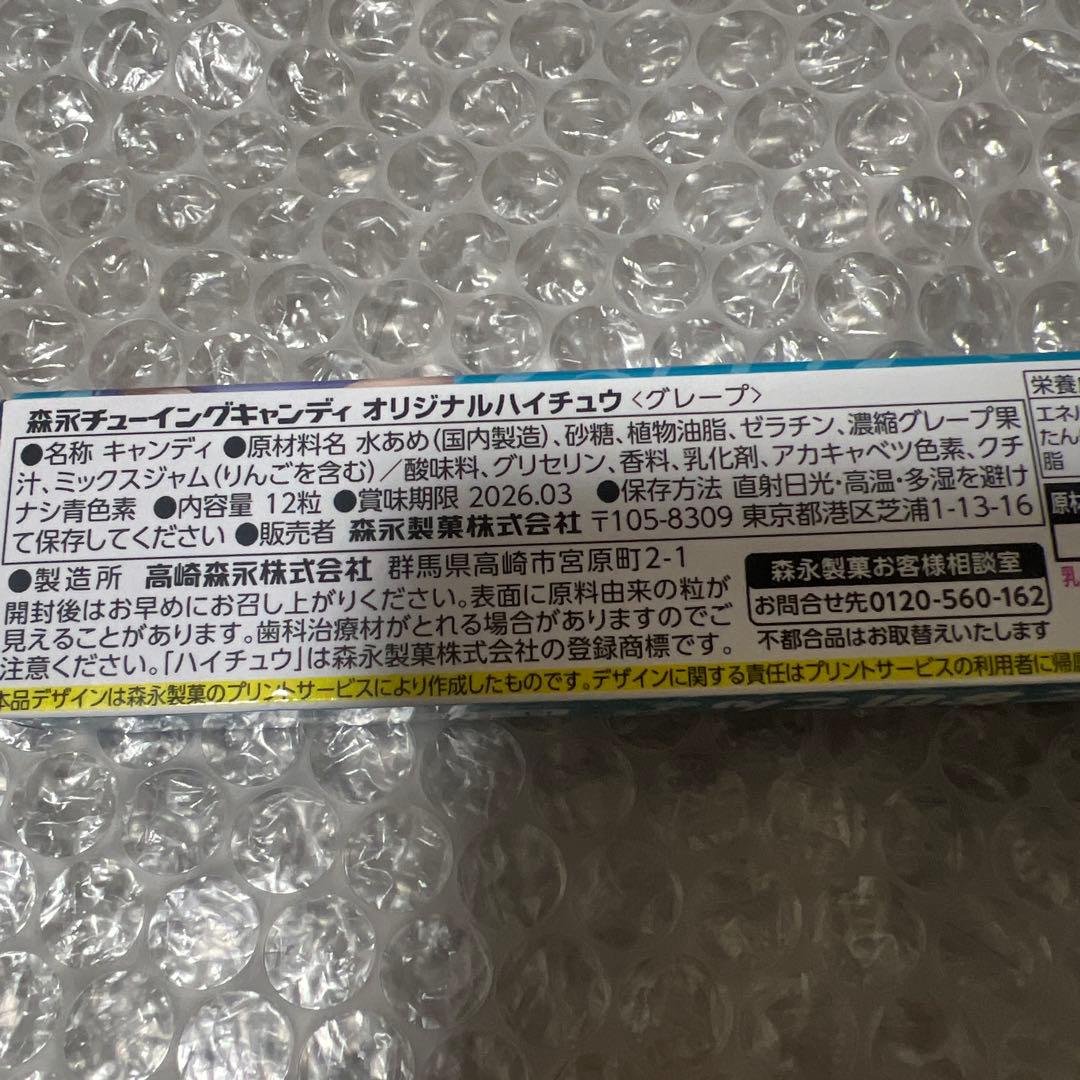 森永チューイングキャンディ オリジナルハイチュウ〈グレープ〉
●名称 キャンディ ●原材料名 水あめ(国内製造)、砂糖、植物油脂、ゼラチン、濃縮グレープ果
汁、ミックスジャム(りんごを含む)/酸味料、グリセリン、香料、乳化剤、アカキャベツ色素、クチ
ナシ青色素 ●内容量 12粒 ●賞味期限 2026.03 ●保存方法 直射日光・高温・多湿を避け
て保存してください ●販売者 森永製菓株式会社 〒105-8309 東京都港区芝浦1-13-16
●製造所 高崎森永株式会社 群馬県高崎市宮原町2-1
開封後はお早めにお召し上がりください。表面に原料由来の粒が
見えることがあります。歯科治療材がとれる場合がありますのでご
注意ください。「ハイチュウ」は森永製菓株式会社の登録商標です。
森永製菓お客様相談室
お問合せ先0120-560-162
不都合品はお取替えいたします
本品デザインは森永製菓のプリントサービスにより作成したものです。デザインに関する責任はプリントサービスの利用者に帰属
栄養
エネル
たん
脂
原材
乳